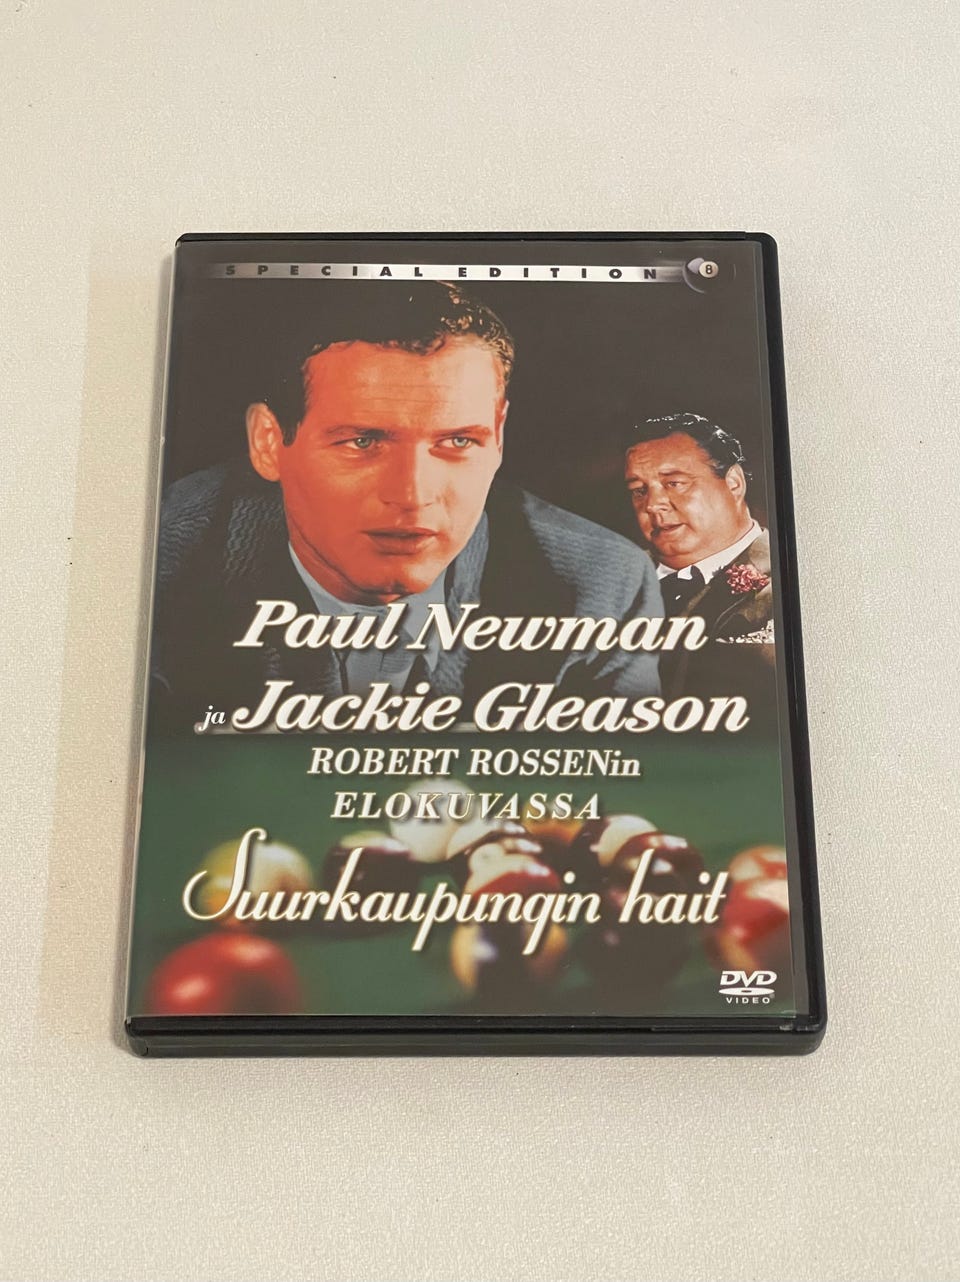 SPECIAL EDITION 8
Paul Newman
ja Jackie Gleason
ROBERT ROSSENin
ELOKUVASSA
Suurkaupungin hait
DVD
VIDEO